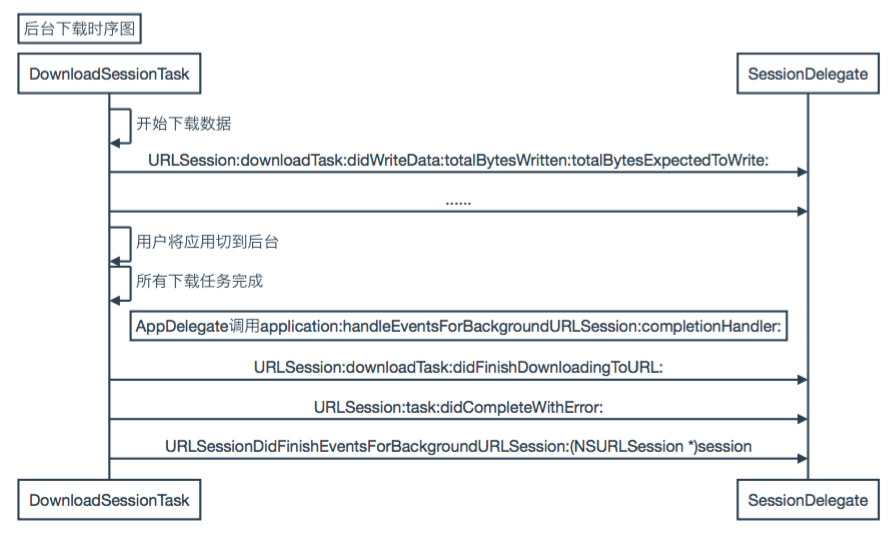 后台下载时序图
DownloadSessionTask
SessionDelegate
开始下载数据
URLSession:downloadTask:didWriteData:totalBytesWritten:totalBytesExpectedToWrite:
......
用户将应用切到后台
所有下载任务完成
AppDelegate调用application:handleEventsForBackgroundURLSession:completionHandler:
URLSession:downloadTask:didFinishDownloadingToURL:
URLSession:task:didCompleteWithError:
URLSessionDidFinishEventsForBackgroundURLSession:(NSURLSession *)session
DownloadSessionTask
SessionDelegate